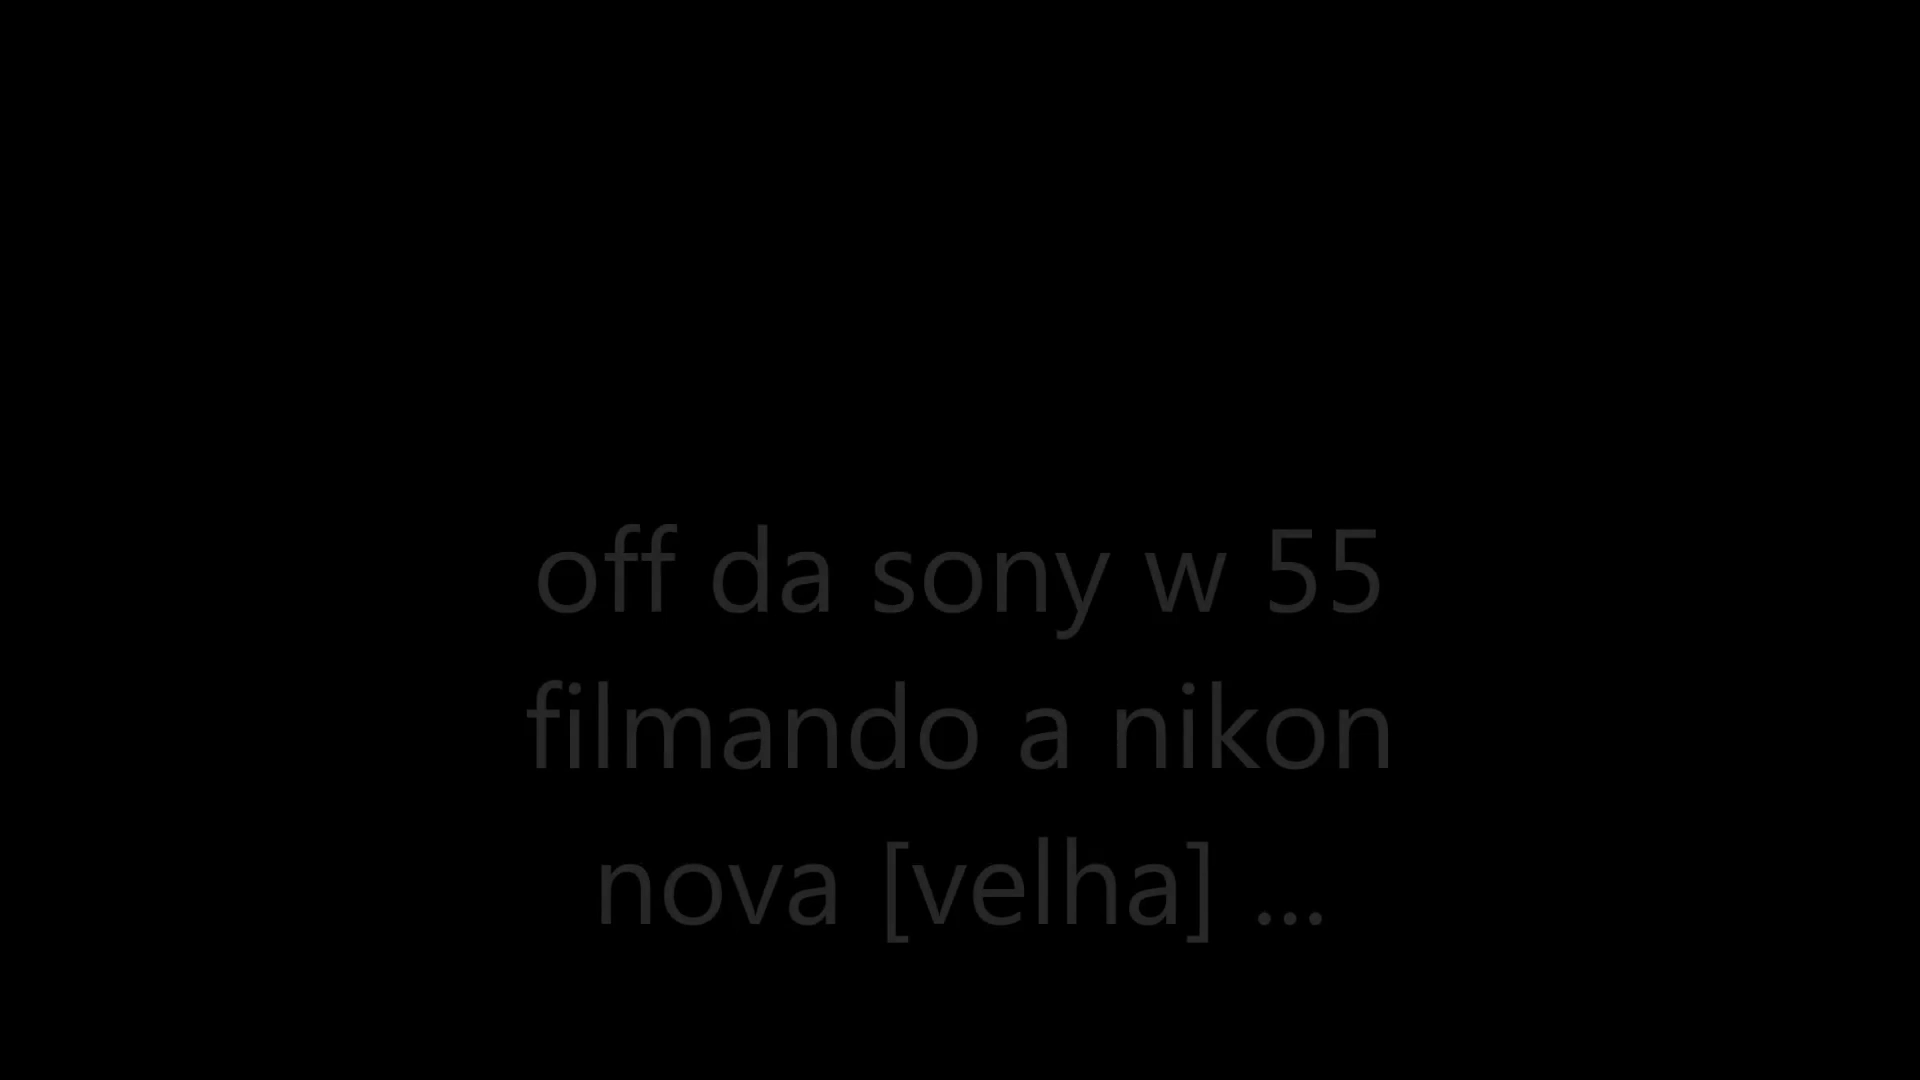 off da sony w 55
filmando a nikon
nova [velha] ...